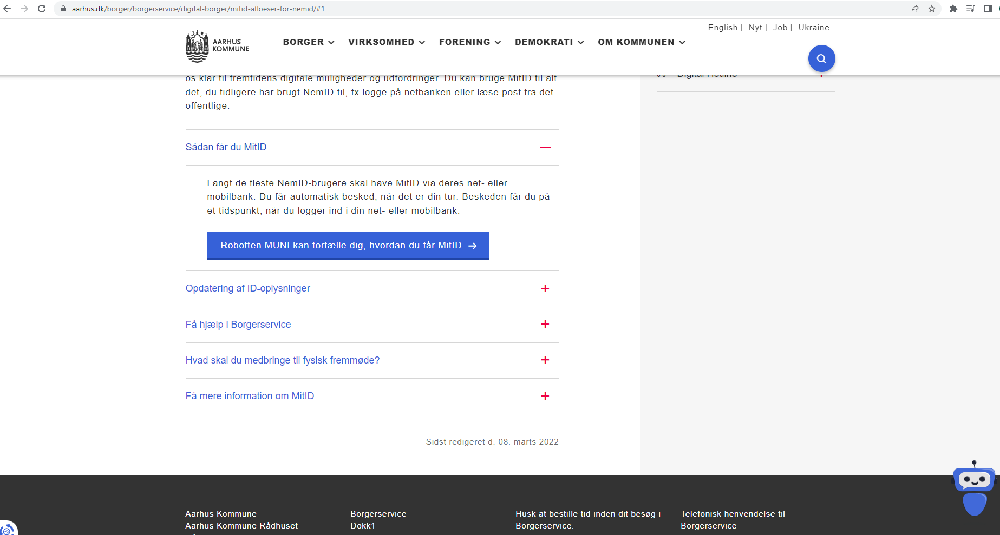 aarhus.dk/borger/borgerservice/digital-borger/mitid-afloeser-for-nemid/#1
English | Nyt | Job | Ukraine
AARHUS
KOMMUNE
BORGER VIRKSOMHED FORENING DEMOKRATI OM KOMMUNEN
os klar til fremtidens digitale muligheder og udfordringer. Du kan bruge MitID til alt
det, du tidligere har brugt NemID til, fx logge på netbanken eller læse post fra det
offentlige.
Digital Hotline
Sådan får du MitID
Langt de fleste NemID-brugere skal have MitID via deres net- eller
mobilbank. Du får automatisk besked, når det er din tur. Beskeden får du på
et tidspunkt, når du logger ind i din net- eller mobilbank.
Robotten MUNI kan fortælle dig, hvordan du får MitID
Opdatering af ID-oplysninger
Få hjælp i Borgerservice
Hvad skal du medbringe til fysisk fremmøde?
Få mere information om MitID
Sidst redigeret d. 08. marts 2022
Aarhus Kommune
Aarhus Kommune Rådhuset
Borgerservice
Dokk1
Husk at bestille tid inden dit besøg i
Borgerservice.
Telefonisk henvendelse til
Borgerservice